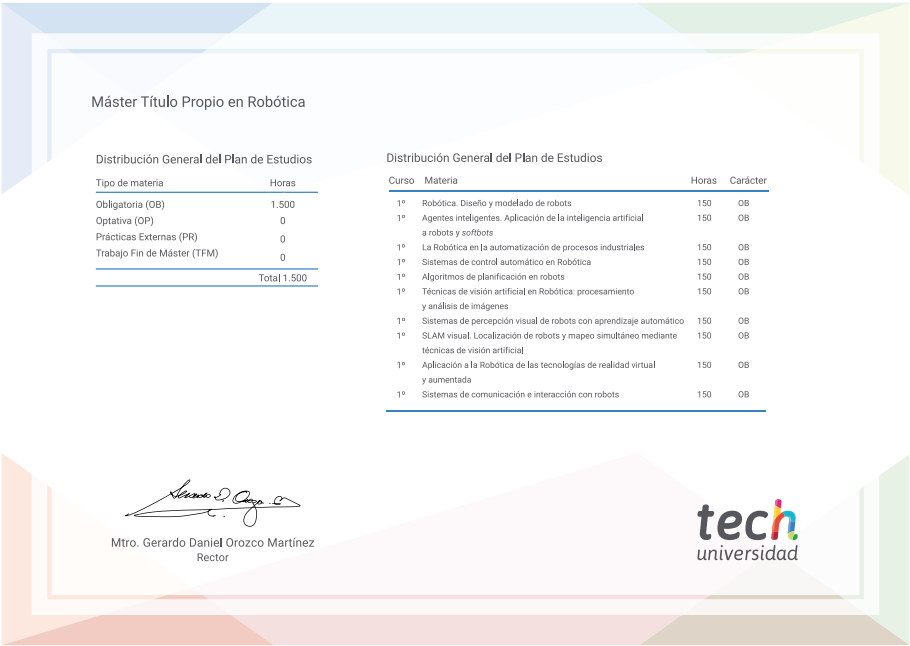 Máster Título Propio en Robótica
Distribución General del Plan de Estudios
Tipo de materia Horas
Obligatoria (OB) 1.500
Optativa (OP) 0
Prácticas Externas (PR) 0
Trabajo Fin de Máster (TFM) 0
Total 1.500
Distribución General del Plan de Estudios
Curso Materia Horas Carácter
1º Robótica. Diseño y modelado de robots 150 OB
1º Agentes inteligentes. Aplicación de la inteligencia artificial 150 OB
a robots y softbots
1º La Robótica en la automatización de procesos industriales 150 OB
1º Sistemas de control automático en Robótica 150 OB
1º Algoritmos de planificación en robots 150 OB
1º Técnicas de visión artificial en Robótica: procesamiento 150 OB
y análisis de imágenes
1º Sistemas de percepción visual de robots con aprendizaje automático 150 OB
1º SLAM visual. Localización de robots y mapeo simultáneo mediante 150 OB
técnicas de visión artificial
1º Aplicación a la Robótica de las tecnologías de realidad virtual 150 OB
y aumentada
1º Sistemas de comunicación e interacción con robots 150 OB
Mtro. Gerardo Daniel Orozco Martínez
Rector
tech
universidad